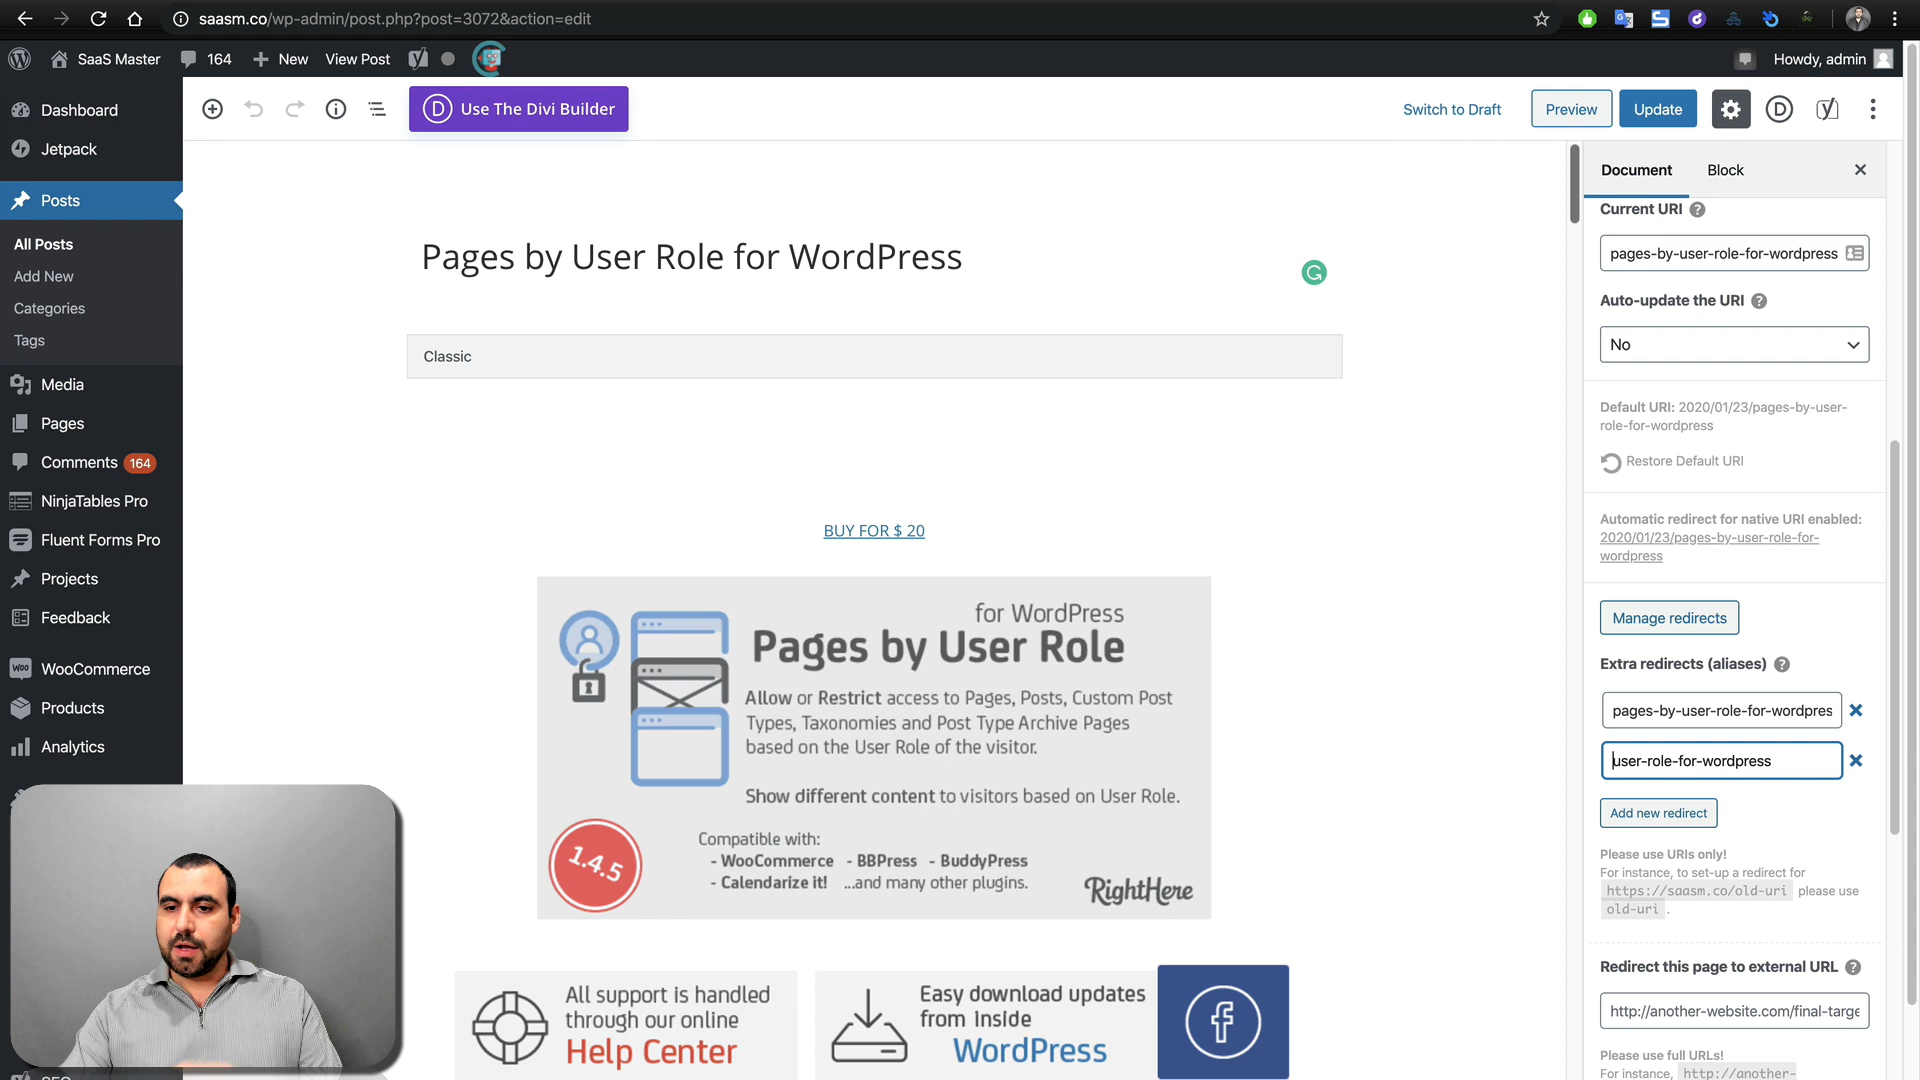 saasm.co/wp-admin/post.php?post=3072&action=edit
SaaS Master
164
New
View Post
Howdy, admin
Dashboard
Jetpack
Posts
All Posts
Add New
Categories
Tags
Media
Pages
Comments 164
NinjaTables Pro
Fluent Forms Pro
Projects
Feedback
WooCommerce
Products
Analytics
Use The Divi Builder
Switch to Draft
Preview
Update
Pages by User Role for WordPress
Classic
BUY FOR $ 20
for WordPress
Pages by User Role
Allow or Restrict access to Pages, Posts, Custom Post
Types, Taxonomies and Post Type Archive Pages
based on the User Role of the visitor.
Show different content to visitors based on User Role.
1.4.5
Compatible with:
- WooCommerce - BBPress - BuddyPress
- Calendarize it! ...and many other plugins.
RightHere
All support is handled
through our online
Help Center
Easy download updates
from inside
WordPress
Document
Block
Current URI
pages-by-user-role-for-wordpress
Auto-update the URI
No
Default URI: 2020/01/23/pages-by-user-
role-for-wordpress
Restore Default URI
Automatic redirect for native URI enabled:
2020/01/23/pages-by-user-role-for-
wordpress
Manage redirects
Extra redirects (aliases)
pages-by-user-role-for-wordpres
user-role-for-wordpress
Add new redirect
Please use URIs only!
For instance, to set-up a redirect for
https://saasm.co/old-uri please use
old-uri .
Redirect this page to external URL
http://another-website.com/final-targe
Please use full URLs!
For instance, http://another-